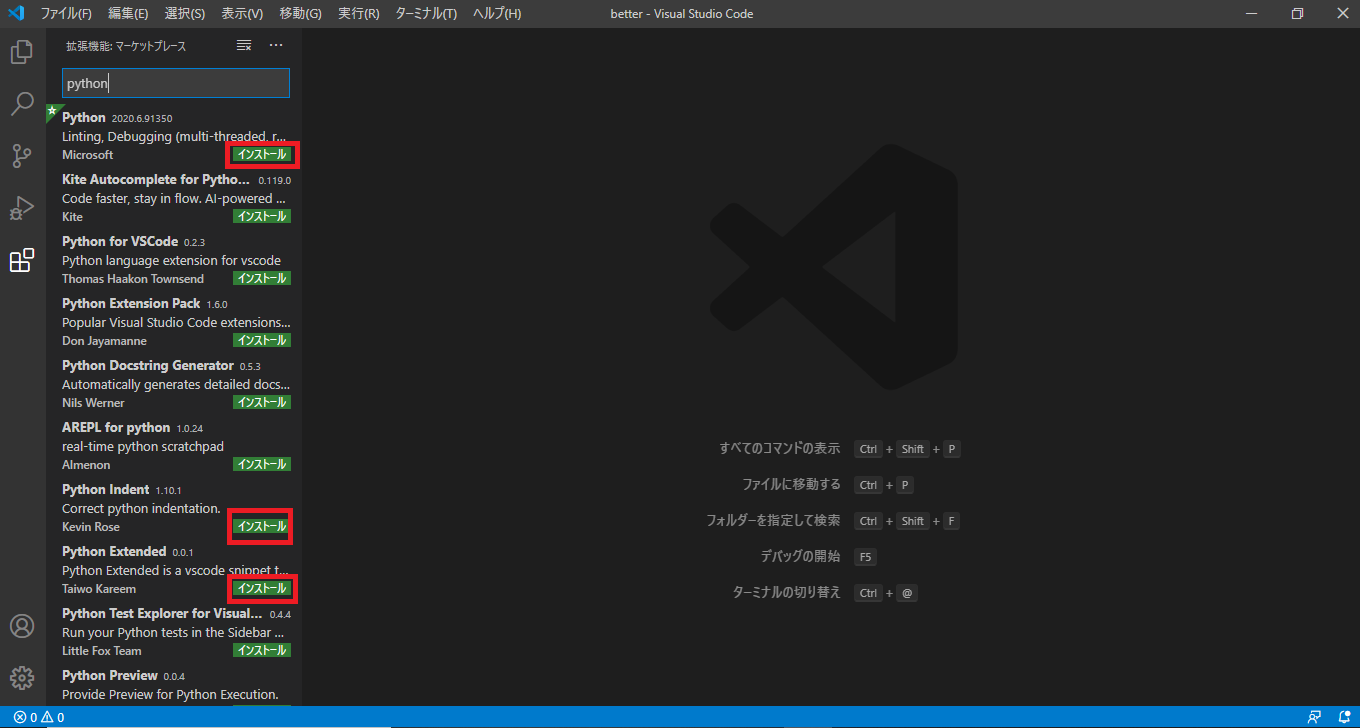 ファイル(F) 編集(E) 選択(S) 表示(V) 移動(G) 実行(R) ターミナル(T) ヘルプ(H) better - Visual Studio Code
拡張機能: マーケットプレース
python
Python 2020.6.91350
Linting, Debugging (multi-threaded, r...
Microsoft インストール
Kite Autocomplete for Pytho... 0.119.0
Code faster, stay in flow. AI-powered ...
Kite インストール
Python for VSCode 0.2.3
Python language extension for vscode
Thomas Haakon Townsend インストール
Python Extension Pack 1.6.0
Popular Visual Studio Code extensions...
Don Jayamanne インストール
Python Docstring Generator 0.5.3
Automatically generates detailed docs...
Nils Werner インストール
AREPL for python 1.0.24
real-time python scratchpad
Almenon インストール
Python Indent 1.10.1
Correct python indentation.
Kevin Rose インストール
Python Extended 0.0.1
Python Extended is a vscode snippet t...
Taiwo Kareem インストール
Python Test Explorer for Visual... 0.4.4
Run your Python tests in the Sidebar ...
Little Fox Team インストール
Python Preview 0.0.4
Provide Preview for Python Execution.
すべてのコマンドの表示 Ctrl + Shift + P
ファイルに移動する Ctrl + P
フォルダーを指定して検索 Ctrl + Shift + F
デバッグの開始 F5
ターミナルの切り替え Ctrl + @
0 0